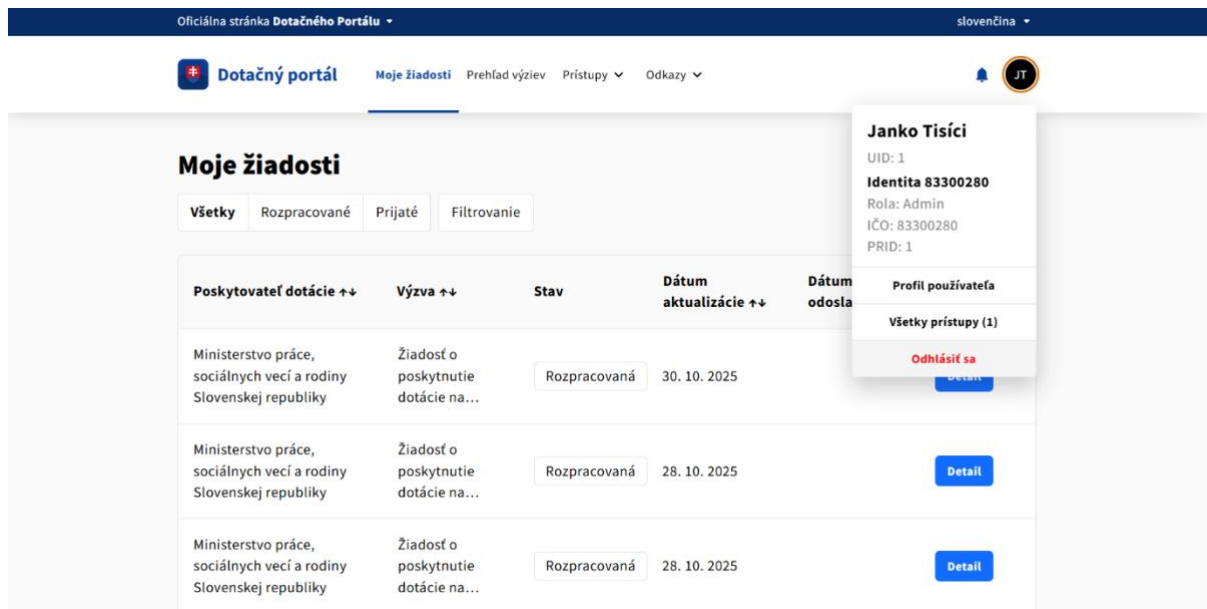 Oficiálna stránka Dotačného Portálu
slovenčina
Dotačný portál
Moje žiadosti
Prehľad výziev
Prístupy
Odkazy
JT
Janko Tisíci
UID: 1
Identita 83300280
Rola: Admin
IČO: 83300280
PRID: 1
Profil používateľa
Všetky prístupy (1)
Odhlásiť sa
Moje žiadosti
Všetky
Rozpracované
Prijaté
Filtrovanie
Poskytovateľ dotácie ↑↓
Výzva ↑↓
Stav
Dátum
aktualizácie ↑↓
Dátum
Ministerstvo práce,
sociálnych vecí a rodiny
Slovenskej republiky
Žiadosť o
poskytnutie
dotácie na...
Rozpracovaná
30. 10. 2025
Detail
Ministerstvo práce,
sociálnych vecí a rodiny
Slovenskej republiky
Žiadosť o
poskytnutie
dotácie na...
Rozpracovaná
28. 10. 2025
Detail
Ministerstvo práce,
sociálnych vecí a rodiny
Slovenskej republiky
Žiadosť o
poskytnutie
dotácie na...
Rozpracovaná
28. 10. 2025
Detail